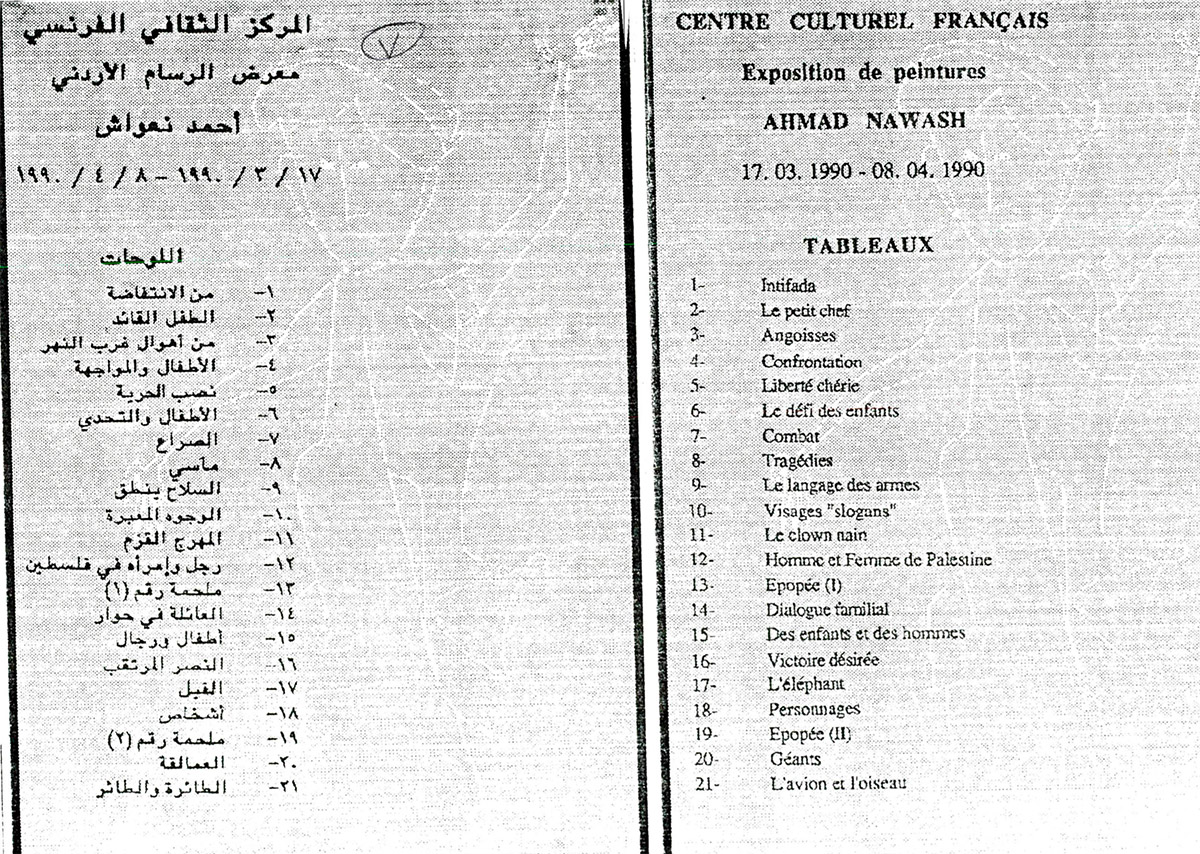 المركز الثقافي الفرنسي
معرض الرسام الأردني
أحمد نعواش
١٧ / ٣ / ١٩٩٠ – ٨ / ٤ / ١٩٩٠
اللوحات
١– من الانتفاضة
٢– الطفل القائد
٣– من أهوال غرب النهر
٤– الأطفال والمواجهة
٥– نصب الحرية
٦– الأطفال والتحدي
٧– الصراع
٨– مآسي
٩– السلاح ينطق
١٠– الوجوه المعبرة
١١– المهرج القزم
١٢– رجل وإمرأه في فلسطين
١٣– ملحمة رقم (١)
١٤– العائلة في حوار
١٥– أطفال ورجال
١٦– النصر المرتقب
١٧– الفيل
١٨– أشخاص
١٩– ملحمة رقم (٢)
٢٠– العمالقة
٢١– الطائرة والطائر
CENTRE CULTUREL FRANÇAIS
Exposition de peintures
AHMAD NAWASH
17. 03. 1990 - 08. 04. 1990
TABLEAUX
1- Intifada
2- Le petit chef
3- Angoisses
4- Confrontation
5- Liberté chérie
6- Le défi des enfants
7- Combat
8- Tragédies
9- Le langage des armes
10- Visages "slogans"
11- Le clown nain
12- Homme et Femme de Palestine
13- Epopée (I)
14- Dialogue familial
15- Des enfants et des hommes
16- Victoire désirée
17- L'éléphant
18- Personnages
19- Epopée (II)
20- Géants
21- L'avion et l'oiseau